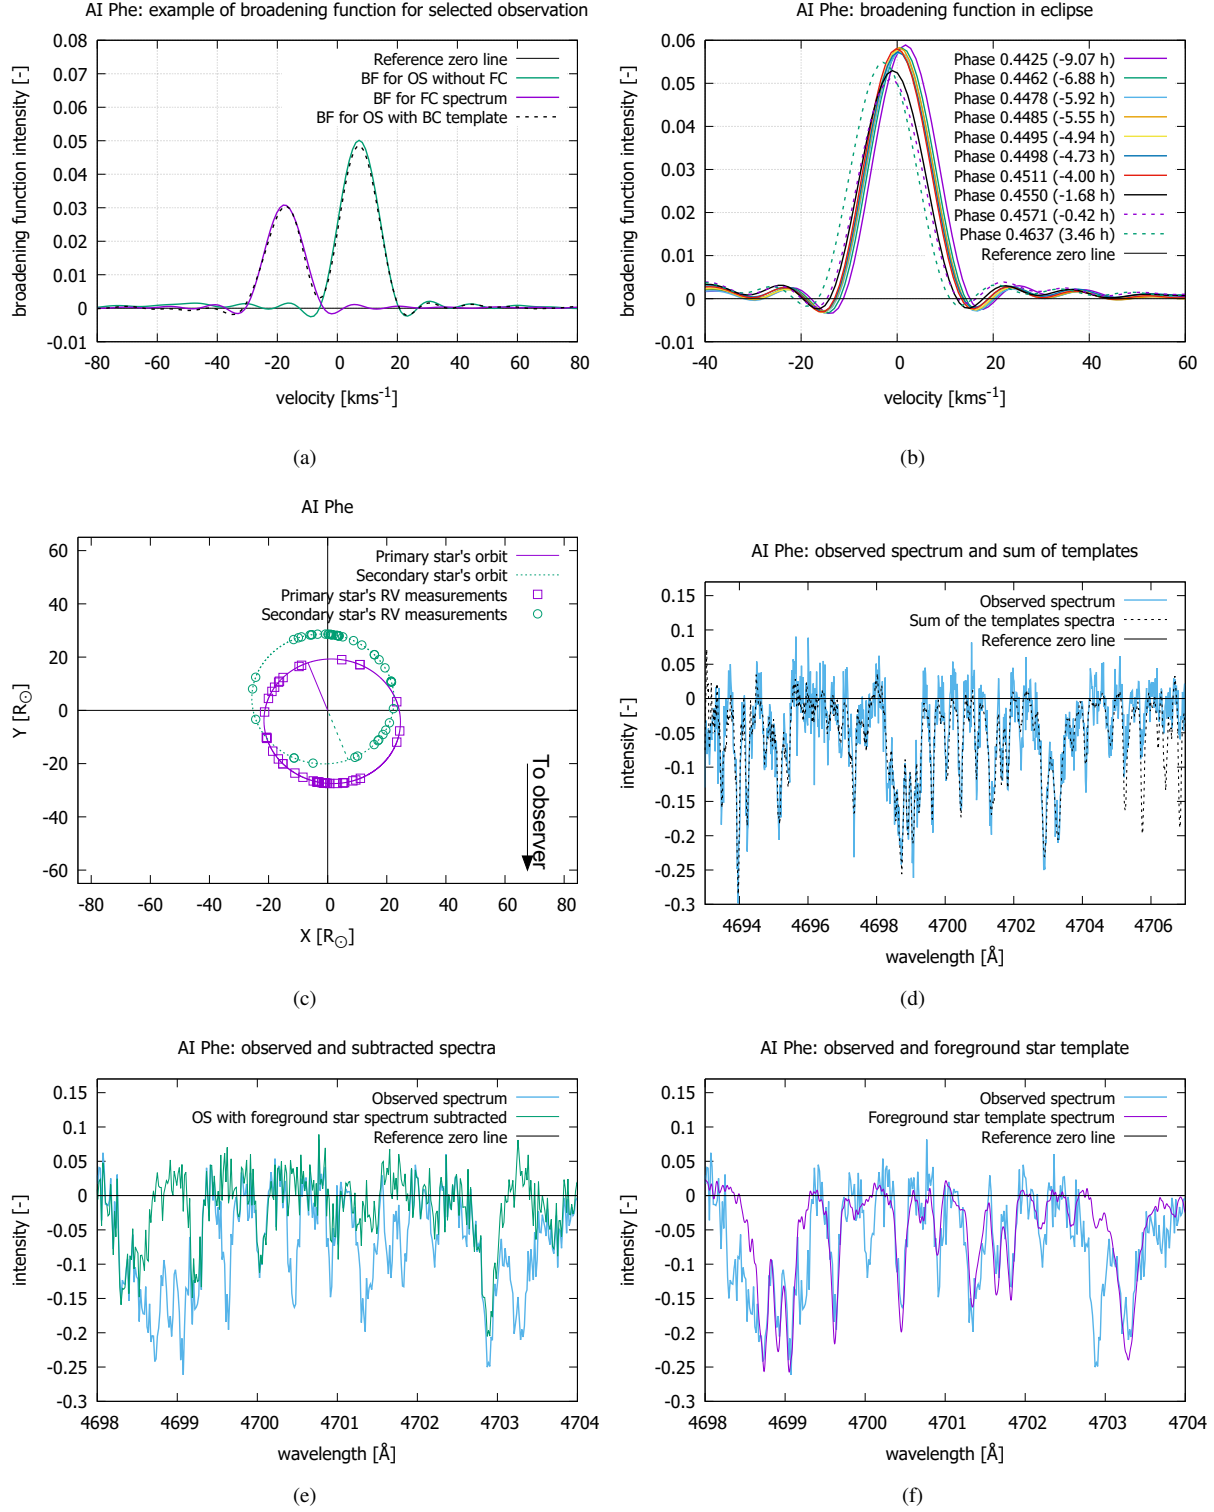 AI Phe: example of broadening function for selected observation
broadening function intensity [-]
0.08
0.07
0.06
0.05
0.04
0.03
0.02
0.01
0
-0.01
Reference zero line
BF for OS without FC
BF for FC spectrum
BF for OS with BC template
-80 -60 -40 -20 0 20 40 60 80
velocity [kms-1]
(a)
AI Phe: broadening function in eclipse
broadening function intensity [-]
0.06
0.05
0.04
0.03
0.02
0.01
0
-0.01
Phase 0.4425 (-9.07 h)
Phase 0.4462 (-6.88 h)
Phase 0.4478 (-5.92 h)
Phase 0.4485 (-5.55 h)
Phase 0.4495 (-4.94 h)
Phase 0.4498 (-4.73 h)
Phase 0.4511 (-4.00 h)
Phase 0.4550 (-1.68 h)
Phase 0.4571 (-0.42 h)
Phase 0.4637 (3.46 h)
Reference zero line
-40 -20 0 20 40 60
velocity [kms-1]
(b)
AI Phe
Y [R☉]
60
40
20
0
-20
-40
-60
Primary star's orbit
Secondary star's orbit
Primary star's RV measurements
Secondary star's RV measurements
To observer
-80 -60 -40 -20 0 20 40 60 80
X [R☉]
(c)
AI Phe: observed spectrum and sum of templates
intensity [-]
0.15
0.1
0.05
0
-0.05
-0.1
-0.15
-0.2
-0.25
-0.3
Observed spectrum
Sum of the templates spectra
Reference zero line
4694 4696 4698 4700 4702 4704 4706
wavelength [Å]
(d)
AI Phe: observed and subtracted spectra
intensity [-]
0.15
0.1
0.05
0
-0.05
-0.1
-0.15
-0.2
-0.25
-0.3
Observed spectrum
OS with foreground star spectrum subtracted
Reference zero line
4698 4699 4700 4701 4702 4703 4704
wavelength [Å]
(e)
AI Phe: observed and foreground star template
intensity [-]
0.15
0.1
0.05
0
-0.05
-0.1
-0.15
-0.2
-0.25
-0.3
Observed spectrum
Foreground star template spectrum
Reference zero line
4698 4699 4700 4701 4702 4703 4704
wavelength [Å]
(f)